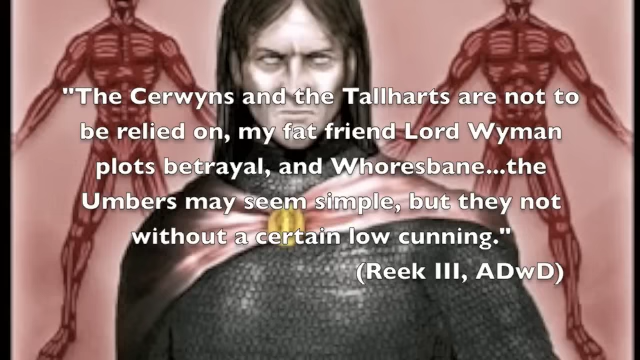 "The Cerwyns and the Tallharts are not to
be relied on, my fat friend Lord Wyman
plots betrayal, and Whoresbane...the
Umbers may seem simple, but they not
without a certain low cunning."
(Reek III, ADwD)